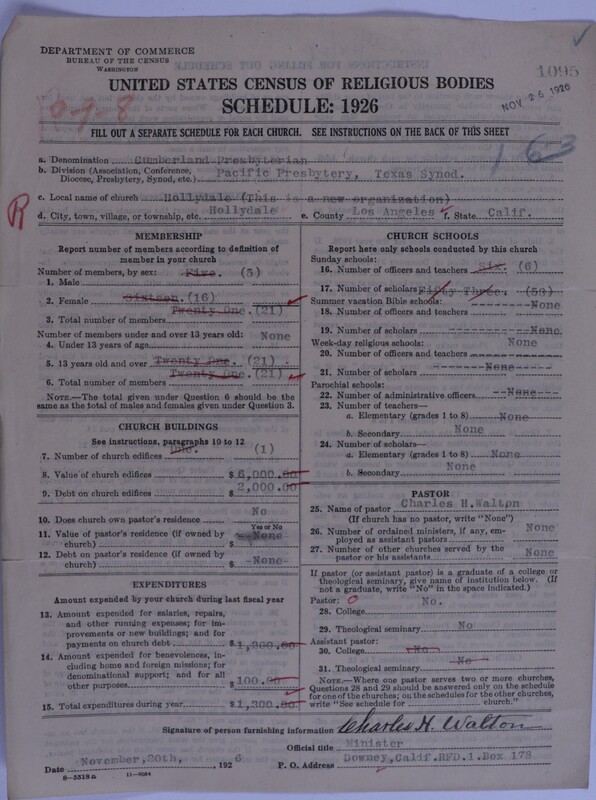 DEPARTMENT OF COMMERCE
BUREAU OF THE CENSUS
WASHINGTON
1095
NOV 26 1926
UNITED STATES CENSUS OF RELIGIOUS BODIES
SCHEDULE: 1926
0-7-8
FILL OUT A SEPARATE SCHEDULE FOR EACH CHURCH. SEE INSTRUCTIONS ON THE BACK OF THIS SHEET
163
a. Denomination Cumberland Presbyterian
b. Division (Association, Conference, Diocese, Presbytery, Synod, etc.) Pacific Presbytery, Texas Synod.
R
c. Local name of church Hollydale (This is a new organization)
d. City, town, village, or township, etc. Hollydale e. County Los Angeles f. State Calif.
MEMBERSHIP
Report number of members according to definition of
member in your church
Number of members, by sex:
1. Male Five. (5)
2. Female Sixteen. (16)
3. Total number of members Twenty One. (21)
Number of members under and over 13 years old:
4. Under 13 years of age None
5. 13 years old and over Twenty One. (21).
6. Total number of members Twenty One. (21)
NOTE.—The total given under Question 6 should be the
same as the total of males and females given under Question 3.
CHURCH BUILDINGS
See instructions, paragraphs 10 to 12
7. Number of church edifices One. (1)
8. Value of church edifices $ 6,000.00
9. Debt on church edifices $ 2,000.00
10. Does church own pastor's residence No
Yes or No
11. Value of pastor's residence (if owned by
church) $ None
12. Debt on pastor's residence (if owned by
church) $ -None-
EXPENDITURES
Amount expended by your church during last fiscal year
13. Amount expended for salaries, repairs,
and other running expenses; for im-
provements or new buildings; and for
payments on church debt $1,200.00
14. Amount expended for benevolences, in-
cluding home and foreign missions; for
denominational support; and for all
other purposes $100.00
15. Total expenditures during year $1,300.00
CHURCH SCHOOLS
Report here only schools conducted by this church
Sunday schools:
16. Number of officers and teachers Six. (6)
17. Number of scholars Fifty Three. (53)
Summer vacation Bible schools:
18. Number of officers and teachers None
19. Number of scholars None
Week-day religious schools:
20. Number of officers and teachers None
21. Number of scholars None
Parochial schools:
22. Number of administrative officers None
23. Number of teachers—
a. Elementary (grades 1 to 8) None
b. Secondary None
24. Number of scholars—
a. Elementary (grades 1 to 8) None
b. Secondary None
PASTOR
25. Name of pastor Charles H.Walton
(If church has no pastor, write "None")
26. Number of ordained ministers, if any, em-
ployed as assistant pastors None
27. Number of other churches served by the
pastor or his assistants None
If pastor (or assistant pastor) is a graduate of a college or
theological seminary, give name of institution below. (If
not a graduate, write "No" in the space indicated.)
Pastor: 0
28. College No.
29. Theological seminary No
Assistant pastor:
30. College No
31. Theological seminary No
NOTE.—Where one pastor serves two or more churches,
Questions 28 and 29 should be answered only on the schedule
for one of the churches; on the schedules for the other churches,
write "See schedule for church."
Signature of person furnishing information Charles H. Walton
Official title Minister
Date November, 20th, 1926 P. O. Address Downey, Calif. RFD. 1. Box 178
8-5518a 11-9084